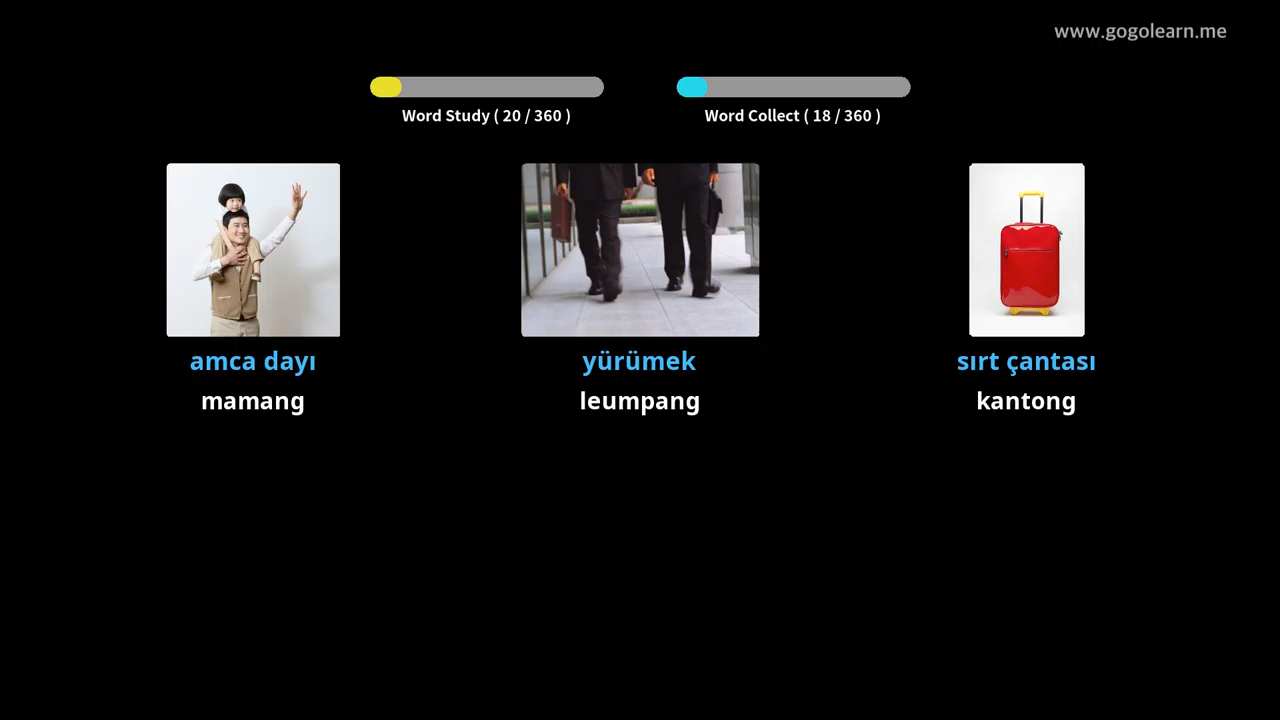 www.gogolearn.me
Word Study ( 20 / 360 )
Word Collect ( 18 / 360 )
amca dayı
mamang
yürümek
leumpang
sırt çantası
kantong